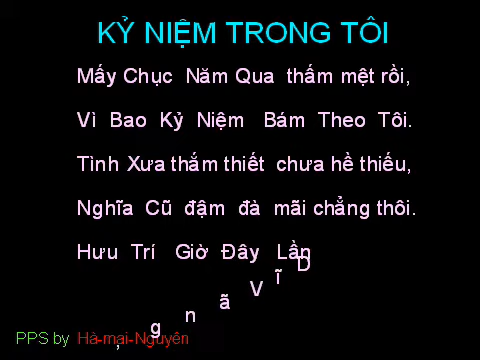 KỶ NIỆM TRONG TÔI
Mấy Chục Năm Qua thấm mệt rồi,
Vì Bao Kỷ Niệm Bám Theo Tôi.
Tình Xưa thắm thiết chưa hề thiếu,
Nghĩa Cũ đậm đà mãi chẳng thôi.
Hưu Trí Giờ Đây Lần
D ĩ V ã n g ,
PPS by Hà-mai-Nguyên